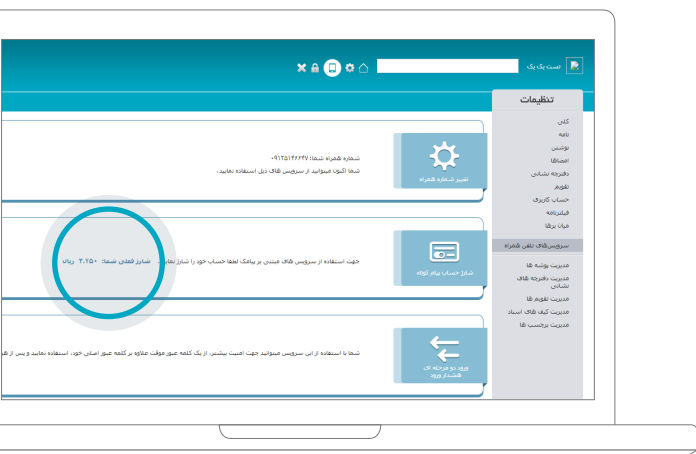 تست یک یک
تنظیمات
کلی
نامه
نوشتن
امضاها
دفترچه نشانی
تقویم
حساب کاربری
فیلترنامه
میان برها
سرویس‌های تلفن همراه
مدیریت پوشه ها
مدیریت دفترچه های
نشانی
مدیریت تقویم ها
مدیریت کیف های اسناد
مدیریت برچسب ها
تغییر شماره همراه
شماره همراه شما:
شما اکنون میتوانید از سرویس های ذیل استفاده نمایید.
شارژ حساب پیام کوتاه
جهت استفاده از سرویس های مبتنی بر پیامک لطفا حساب خود را شارژ نمایید. شارژ فعلی شما: ۳.۲۵۰ ریال
ورود دو مرحله ای
هشدار ورود
شما با استفاده از این سرویس میتوانید جهت امنیت بیشتر، از یک کلمه عبور موقت علاوه بر کلمه عبور اصلی خود، استفاده نمایید و پس از هر